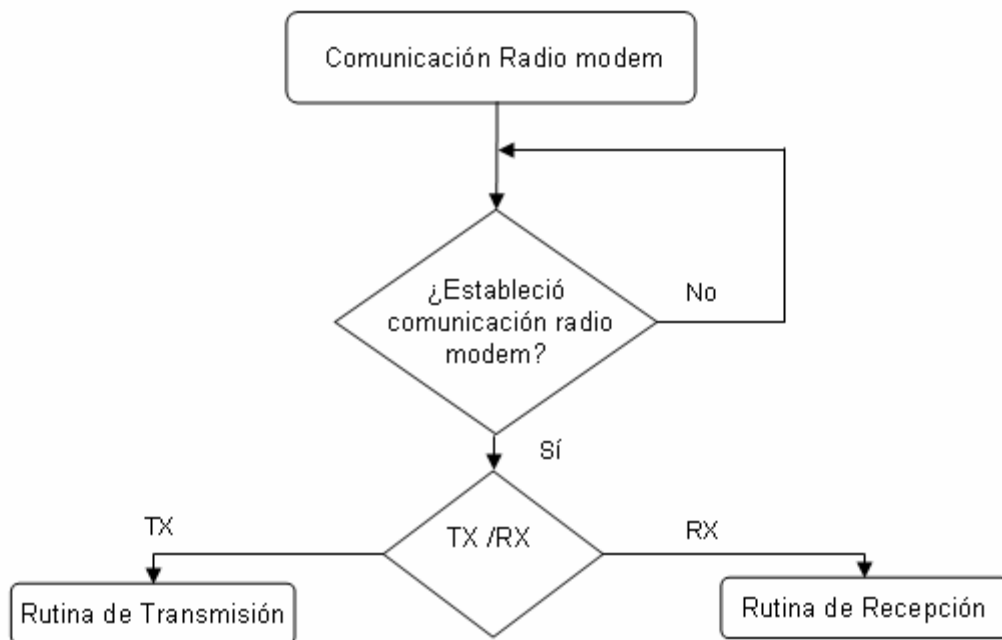 Comunicación Radio modem
¿Estableció
comunicación radio
modem?
No
Sí
TX
TX /RX
RX
Rutina de Transmisión
Rutina de Recepción